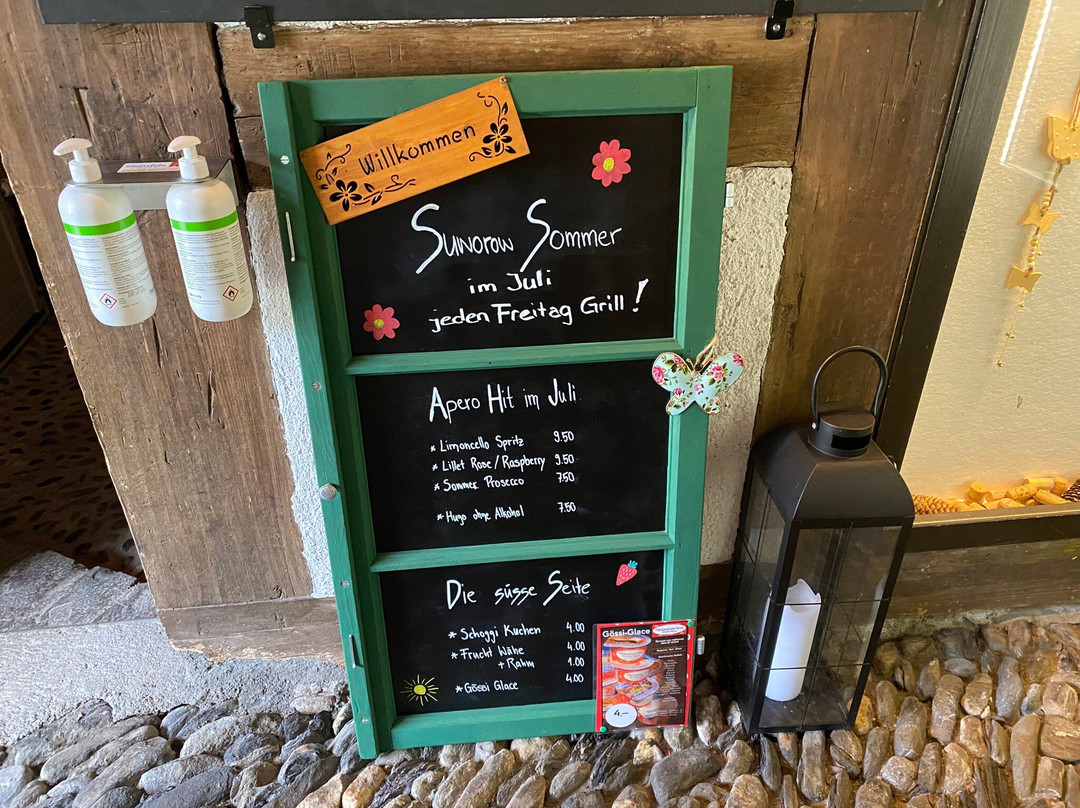 Willkommen
Suworow Sommer
im Juli
jeden Freitag Grill!
Apero Hit im Juli
* Limoncello Spritz 9.50
* Lillet Rose/Raspberry 9.50
* Sommer Prosecco 7.50
* Hugo ohne Alkohol 7.50
Die süsse Seite
* Schoggi Kuchen 4.00
* Frucht Wähe 4.00
+ Rahm 1.00
* Gössi Glace 4.00
Gössi-Glace
4.-